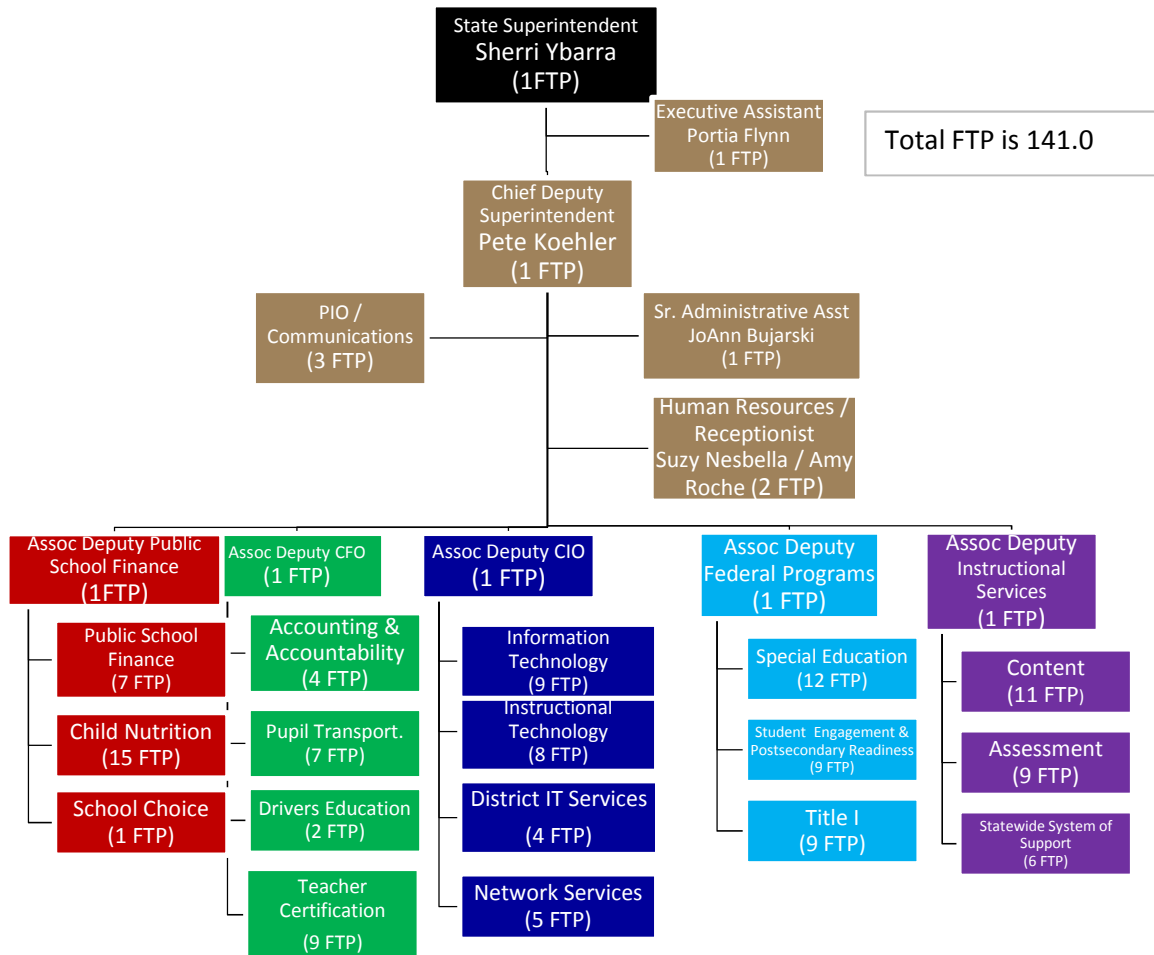 State Superintendent
Sherri Ybarra
(1FTP)
Executive Assistant
Portia Flynn
(1 FTP)
Total FTP is 141.0
Chief Deputy
Superintendent
Pete Koehler
(1 FTP)
PIO /
Communications
(3 FTP)
Sr. Administrative Asst
JoAnn Bujarski
(1 FTP)
Human Resources /
Receptionist
Suzy Nesbella / Amy
Roche (2 FTP)
Assoc Deputy Public
School Finance
(1FTP)
Public School
Finance
(7 FTP)
Child Nutrition
(15 FTP)
School Choice
(1 FTP)
Assoc Deputy CFO
(1 FTP)
Accounting &
Accountability
(4 FTP)
Pupil Transport.
(7 FTP)
Drivers Education
(2 FTP)
Teacher
Certification
(9 FTP)
Assoc Deputy CIO
(1 FTP)
Information
Technology
(9 FTP)
Instructional
Technology
(8 FTP)
District IT Services
(4 FTP)
Network Services
(5 FTP)
Assoc Deputy
Federal Programs
(1 FTP)
Special Education
(12 FTP)
Student Engagement &
Postsecondary Readiness
(9 FTP)
Title I
(9 FTP)
Assoc Deputy
Instructional
Services
(1 FTP)
Content
(11 FTP)
Assessment
(9 FTP)
Statewide System of
Support
(6 FTP)